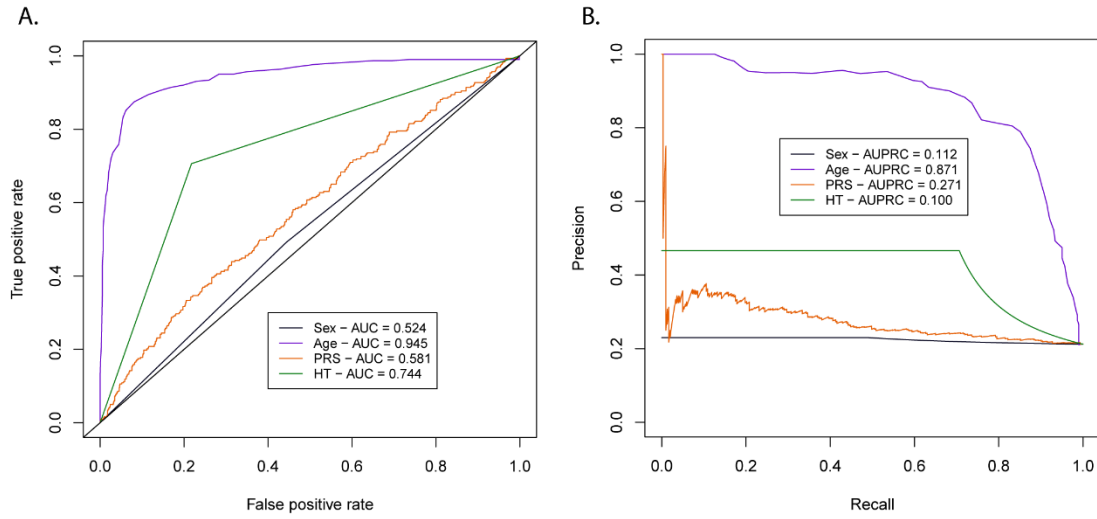 A.
True positive rate
0.0
0.2
0.4
0.6
0.8
1.0
Sex – AUC = 0.524
Age – AUC = 0.945
PRS – AUC = 0.581
HT – AUC = 0.744
0.0 0.2 0.4 0.6 0.8 1.0
False positive rate
B.
Precision
0.0
0.2
0.4
0.6
0.8
1.0
Sex – AUPRC = 0.112
Age – AUPRC = 0.871
PRS – AUPRC = 0.271
HT – AUPRC = 0.100
0.0 0.2 0.4 0.6 0.8 1.0
Recall